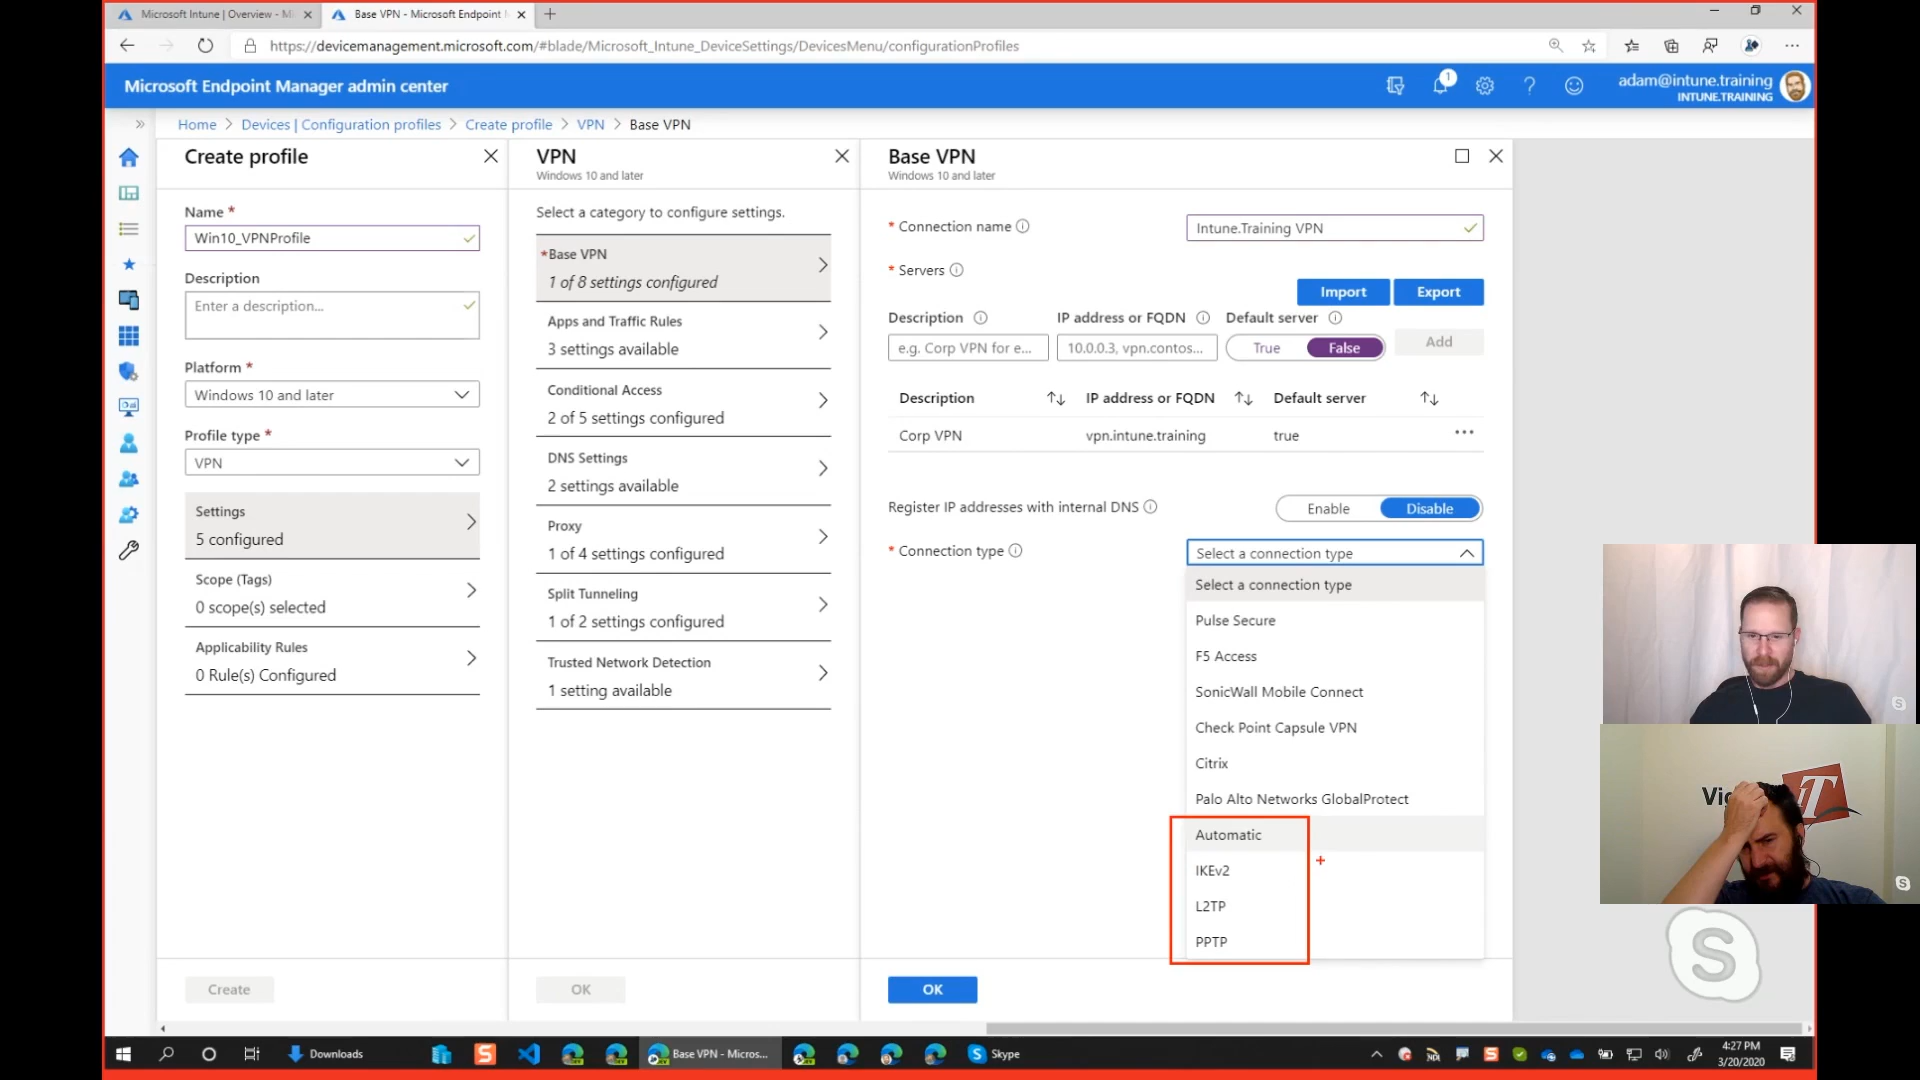 Microsoft Intune | Overview - M
Base VPN - Microsoft Endpoint
https://devicemanagement.microsoft.com/#blade/Microsoft_Intune_DeviceSettings/DevicesMenu/configurationProfiles
Microsoft Endpoint Manager admin center
1
adam@intune.training
INTUNE.TRAINING
Home > Devices | Configuration profiles > Create profile > VPN > Base VPN
Create profile
Name *
Win10_VPNProfile
Description
Enter a description...
Platform *
Windows 10 and later
Profile type *
VPN
Settings
5 configured
Scope (Tags)
0 scope(s) selected
Applicability Rules
0 Rule(s) Configured
Create
VPN
Windows 10 and later
Select a category to configure settings.
*Base VPN
1 of 8 settings configured
Apps and Traffic Rules
3 settings available
Conditional Access
2 of 5 settings configured
DNS Settings
2 settings available
Proxy
1 of 4 settings configured
Split Tunneling
1 of 2 settings configured
Trusted Network Detection
1 setting available
OK
Base VPN
Windows 10 and later
* Connection name
Intune.Training VPN
* Servers
Import Export
Description IP address or FQDN Default server
e.g. Corp VPN for e... 10.0.0.3, vpn.contos... True False Add
Description IP address or FQDN Default server
Corp VPN vpn.intune.training true
Register IP addresses with internal DNS Enable Disable
* Connection type Select a connection type
Select a connection type
Pulse Secure
F5 Access
SonicWall Mobile Connect
Check Point Capsule VPN
Citrix
Palo Alto Networks GlobalProtect
Automatic
IKEv2
L2TP
PPTP
OK
T
S
Downloads
Base VPN - Micros...
Skype
4:27 PM
3/20/2020